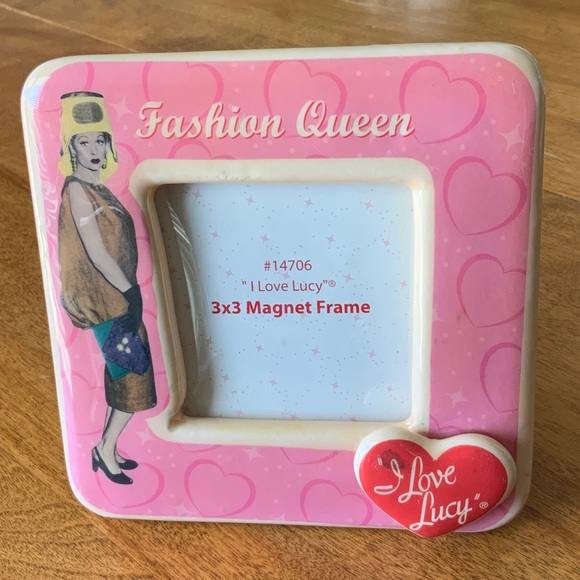 Fashion Queen
#14706
" I Love Lucy"®
3x3 Magnet Frame
"I Love
Lucy"®